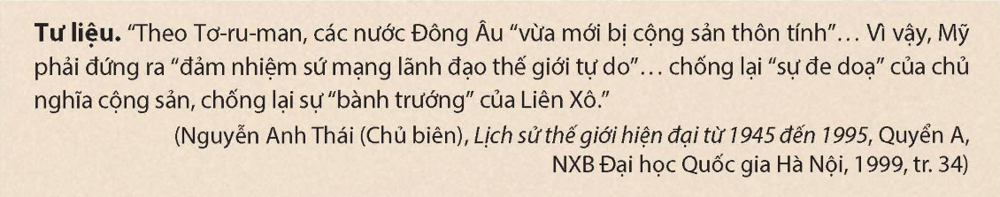 Tư liệu. “Theo Tơ-ru-man, các nước Đông Âu “vừa mới bị cộng sản thôn tính”... Vì vậy, Mỹ
phải đứng ra “đảm nhiệm sứ mạng lãnh đạo thế giới tự do”... chống lại “sự đe doạ” của chủ
nghĩa cộng sản, chống lại sự “bành trướng” của Liên Xô.”
(Nguyễn Anh Thái (Chủ biên), Lịch sử thế giới hiện đại từ 1945 đến 1995, Quyển A,
NXB Đại học Quốc gia Hà Nội, 1999, tr. 34)